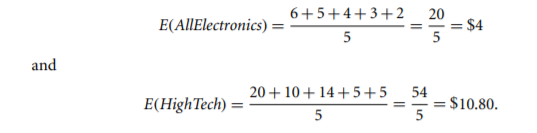 E(AllElectronics) = (6 + 5 + 4 + 3 + 2)/5 = 20/5 = $4
and
E(HighTech) = (20 + 10 + 14 + 5 + 5)/5 = 54/5 = $10.80.